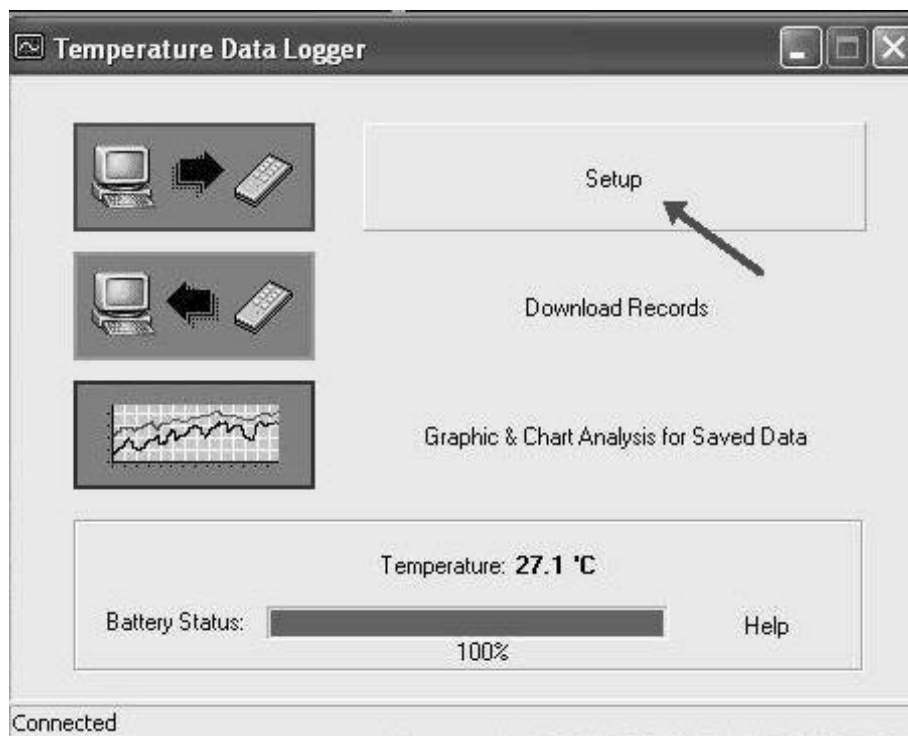 Temperature Data Logger
Setup
Download Records
Graphic & Chart Analysis for Saved Data
Temperature: 27.1 'C
Battery Status:
100%
Help
Connected